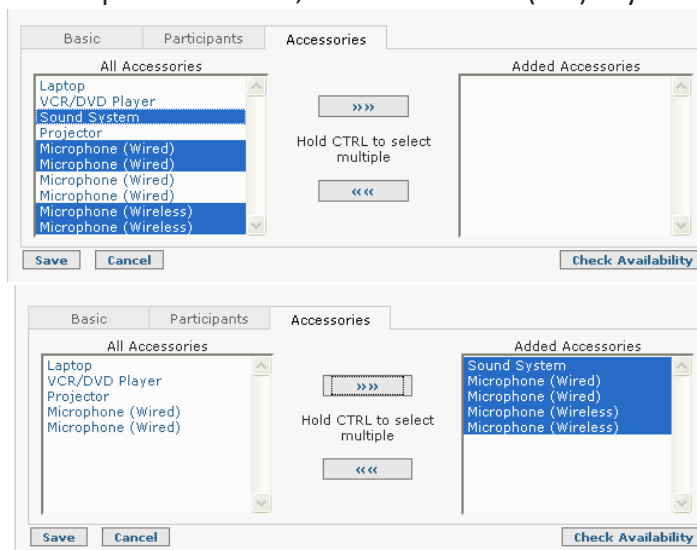 Basic Participants Accessories
All Accessories Added Accessories
Laptop
VCR/DVD Player
Sound System
Projector
Microphone (Wired)
Microphone (Wired)
Microphone (Wired)
Microphone (Wired)
Microphone (Wireless)
Microphone (Wireless)
»»
Hold CTRL to select
multiple
««
Save Cancel Check Availability
Basic Participants Accessories
All Accessories Added Accessories
Laptop
VCR/DVD Player
Projector
Microphone (Wired)
Microphone (Wired)
»»
Hold CTRL to select
multiple
««
Sound System
Microphone (Wired)
Microphone (Wired)
Microphone (Wireless)
Microphone (Wireless)
Save Cancel Check Availability